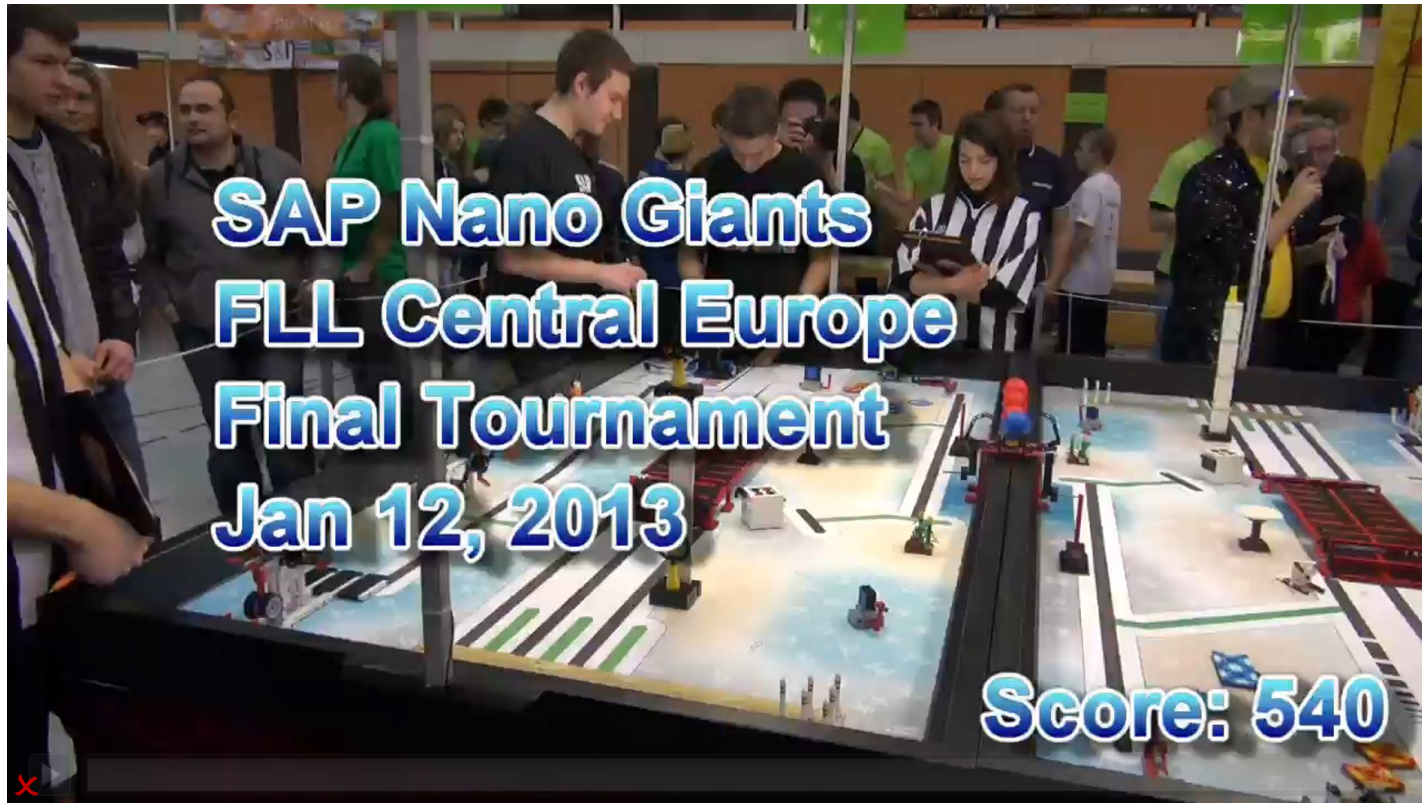 SAP Nano Giants
FLL Central Europe
Final Tournament
Jan 12, 2013
Score: 540